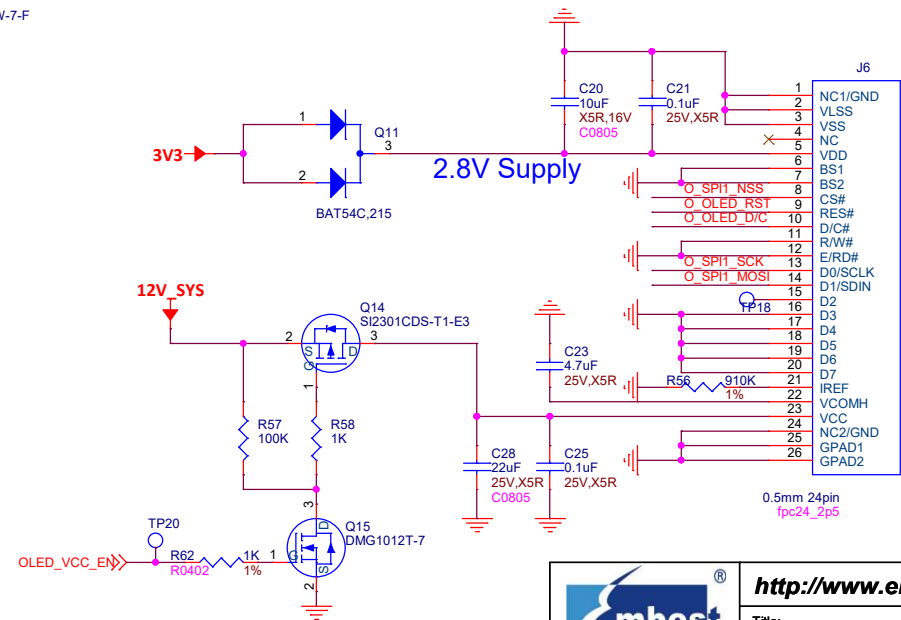 W-7-F
3V3
1
2
Q11
3
BAT54C,215
2.8V Supply
C20
10uF
X5R,16V
C0805
C21
0.1uF
25V,X5R
J6
1 NC1/GND
2 VLSS
3 VSS
4 NC
5 VDD
6 BS1
7 BS2
O_SPI1_NSS 8 CS#
O_OLED_RST 9 RES#
O_OLED_D/C 10 D/C#
11 R/W#
12 E/RD#
O_SPI1_SCK 13 D0/SCLK
O_SPI1_MOSI 14 D1/SDIN
15 D2
TP18
16 D3
17 D4
18 D5
19 D6
20 D7
21 IREF
22 VCOMH
23 VCC
24 NC2/GND
25 GPAD1
26 GPAD2
R56 910K
1%
0.5mm 24pin
fpc24_2p5
12V_SYS
Q14
SI2301CDS-T1-E3
2
S
D
3
G
1
R57
100K
R58
1K
C23
4.7uF
25V,X5R
C28
22uF
25V,X5R
C0805
C25
0.1uF
25V,X5R
3
D
Q15
DMG1012T-7
G
S
2
TP20
OLED_VCC_EN
R62
R0402
1K
1%
1
®
Embest
http://www.e
Title: